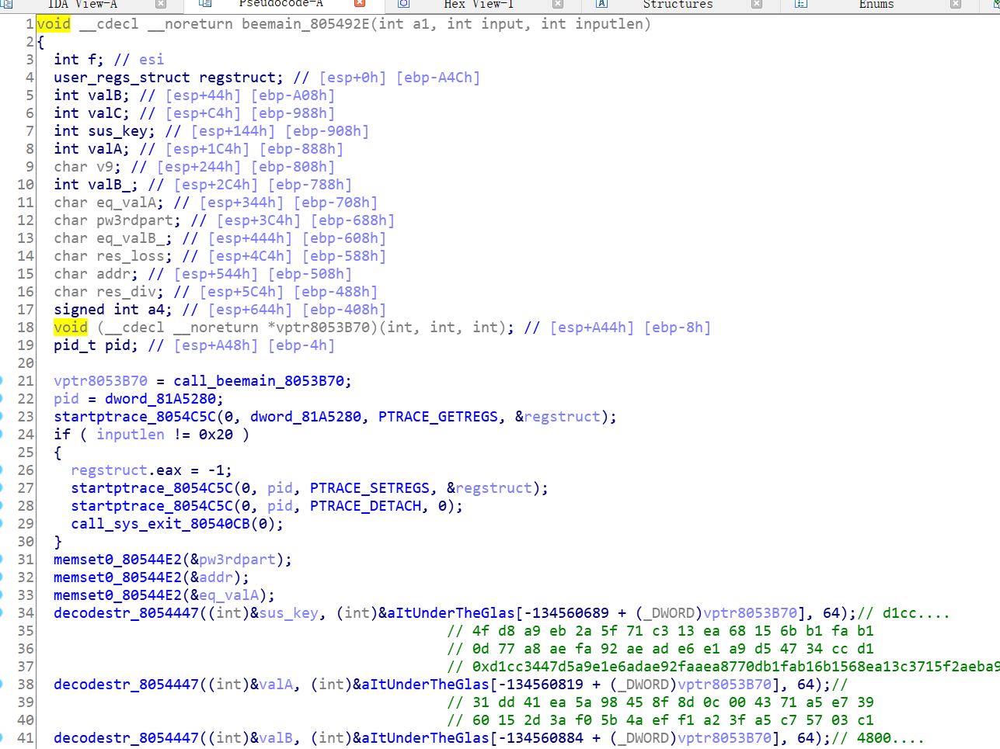 IDA View-A Pseudocode-A Hex View-1 Structures Enums
1 void __cdecl __noreturn beemain_805492E(int a1, int input, int inputlen)
2 {
3 int f; // esi
4 user_regs_struct regstruct; // [esp+0h] [ebp-A4Ch]
5 int valB; // [esp+44h] [ebp-A08h]
6 int valC; // [esp+C4h] [ebp-988h]
7 int sus_key; // [esp+144h] [ebp-908h]
8 int valA; // [esp+1C4h] [ebp-888h]
9 char v9; // [esp+244h] [ebp-808h]
10 int valB_; // [esp+2C4h] [ebp-788h]
11 char eq_valA; // [esp+344h] [ebp-708h]
12 char pw3rdpart; // [esp+3C4h] [ebp-688h]
13 char eq_valB_; // [esp+444h] [ebp-608h]
14 char res_loss; // [esp+4C4h] [ebp-588h]
15 char addr; // [esp+544h] [ebp-508h]
16 char res_div; // [esp+5C4h] [ebp-488h]
17 signed int a4; // [esp+644h] [ebp-408h]
18 void (__cdecl __noreturn *vptr8053B70)(int, int, int); // [esp+A44h] [ebp-8h]
19 pid_t pid; // [esp+A48h] [ebp-4h]
20
21 vptr8053B70 = call_beemain_8053B70;
22 pid = dword_81A5280;
23 startptrace_8054C5C(0, dword_81A5280, PTRACE_GETREGS, &regstruct);
24 if ( inputlen != 0x20 )
25 {
26 regstruct.eax = -1;
27 startptrace_8054C5C(0, pid, PTRACE_SETREGS, &regstruct);
28 startptrace_8054C5C(0, pid, PTRACE_DETACH, 0);
29 call_sys_exit_80540CB(0);
30 }
31 memset0_80544E2(&pw3rdpart);
32 memset0_80544E2(&addr);
33 memset0_80544E2(&eq_valA);
34 decodestr_8054447((int)&sus_key, (int)&aItUnderTheGlas[-134560689 + (_DWORD)vptr8053B70], 64);// d1cc....
35 // 4f d8 a9 eb 2a 5f 71 c3 13 ea 68 15 6b b1 fa b1
36 // 0d 77 a8 ae fa 92 ae ad e6 e1 a9 d5 47 34 cc d1
37 // 0xd1cc3447d5a9e1e6adae92faaea8770db1fab16b1568ea13c3715f2aeba9
38 decodestr_8054447((int)&valA, (int)&aItUnderTheGlas[-134560819 + (_DWORD)vptr8053B70], 64);//
39 // 31 dd 41 ea 5a 98 45 8f 8d 0c 00 43 71 a5 e7 39
40 // 60 15 2d 3a f0 5b 4a ef f1 a2 3f a5 c7 57 03 c1
41 decodestr_8054447((int)&valB, (int)&aItUnderTheGlas[-134560884 + (_DWORD)vptr8053B70], 64);// 4800....